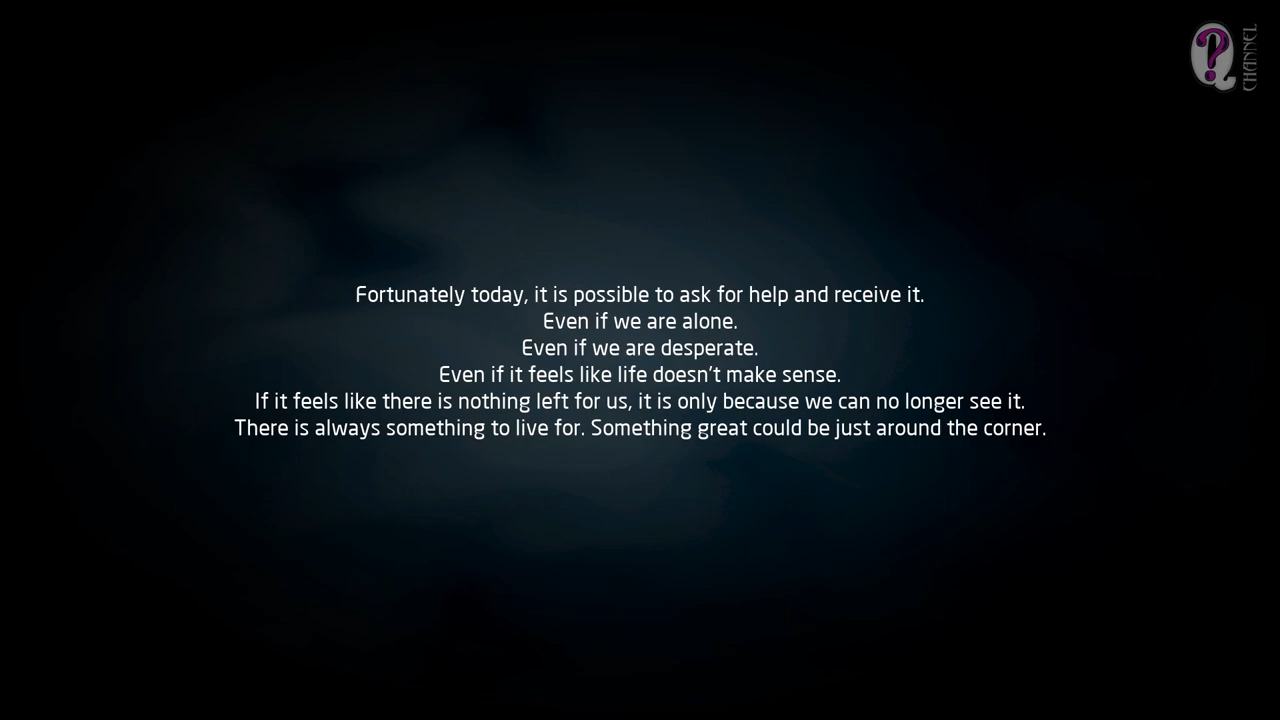 ? CHANNEL
Fortunately today, it is possible to ask for help and receive it.
Even if we are alone.
Even if we are desperate.
Even if it feels like life doesn't make sense.
If it feels like there is nothing left for us, it is only because we can no longer see it.
There is always something to live for. Something great could be just around the corner.